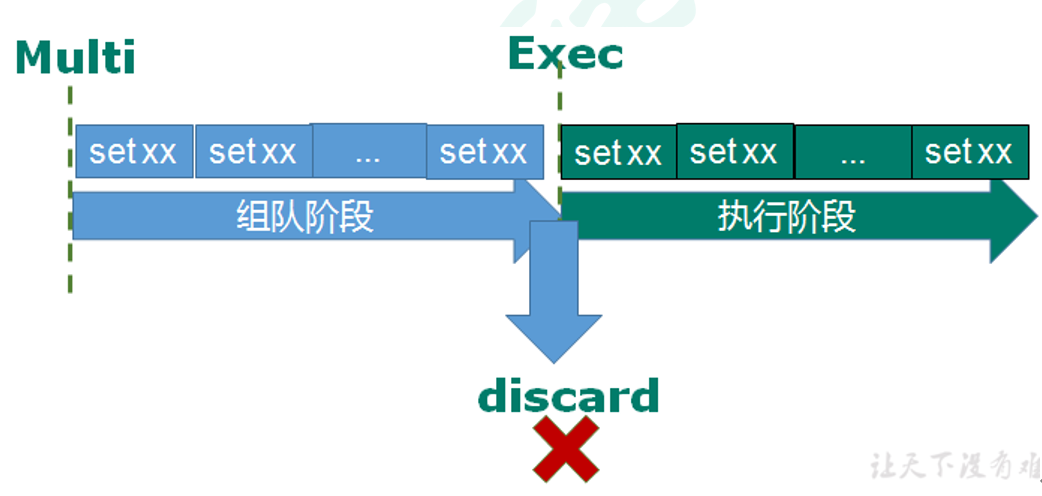 Multi
Exec
set xx set xx ... set xx set xx set xx ... set xx
组队阶段 执行阶段
discard
让天下没有难